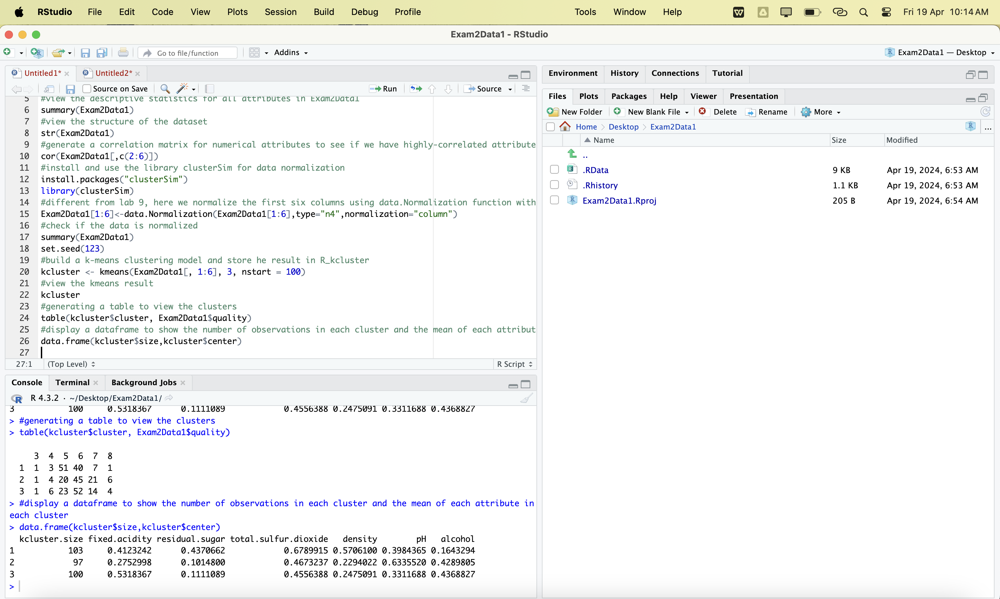 RStudio File Edit Code View Plots Session Build Debug Profile Tools Window Help Fri 19 Apr 10:14 AM
Exam2Data1 - RStudio
Go to file/function Addins Exam2Data1 — Desktop
Untitled1* Untitled2*
Source on Save Run Source
5 #view the descriptive statistics for all attributes in Exam2Data1
6 summary(Exam2Data1)
7 #view the structure of the dataset
8 str(Exam2Data1)
9 #generate a correlation matrix for numerical attributes to see if we have highly-correlated attribute
10 cor(Exam2Data1[,c(2:6)])
11 #install and use the library clusterSim for data normalization
12 install.packages("clusterSim")
13 library(clusterSim)
14 #different from lab 9, here we normalize the first six columns using data.Normalization function with
15 Exam2Data1[1:6]<-data.Normalization(Exam2Data1[1:6],type="n4",normalization="column")
16 #check if the data is normalized
17 summary(Exam2Data1)
18 set.seed(123)
19 #build a k-means clustering model and store he result in R_kcluster
20 kcluster <- kmeans(Exam2Data1[, 1:6], 3, nstart = 100)
21 #view the kmeans result
22 kcluster
23 #generating a table to view the clusters
24 table(kcluster$cluster, Exam2Data1$quality)
25 #display a dataframe to show the number of observations in each cluster and the mean of each attribut
26 data.frame(kcluster$size,kcluster$center)
27
27:1 (Top Level) R Script
Console Terminal Background Jobs
R 4.3.2 · ~/Desktop/Exam2Data1/
3 100 0.5318367 0.1111089 0.4556388 0.2475091 0.3311688 0.4368827
> #generating a table to view the clusters
> table(kcluster$cluster, Exam2Data1$quality)
3 4 5 6 7 8
1 1 3 51 40 7 1
2 1 4 20 45 21 6
3 1 6 23 52 14 4
> #display a dataframe to show the number of observations in each cluster and the mean of each attribute in
each cluster
> data.frame(kcluster$size,kcluster$center)
kcluster.size fixed.acidity residual.sugar total.sulfur.dioxide density pH alcohol
1 103 0.4123242 0.4370662 0.6789915 0.5706100 0.3984365 0.1643294
2 97 0.2752998 0.1014800 0.4673237 0.2294022 0.6335520 0.4289805
3 100 0.5318367 0.1111089 0.4556388 0.2475091 0.3311688 0.4368827
>
Environment History Connections Tutorial
Files Plots Packages Help Viewer Presentation
New Folder New Blank File Delete Rename More
Home Desktop Exam2Data1 ...
Name Size Modified
..
.RData 9 KB Apr 19, 2024, 6:53 AM
.Rhistory 1.1 KB Apr 19, 2024, 6:53 AM
Exam2Data1.Rproj 205 B Apr 19, 2024, 6:54 AM